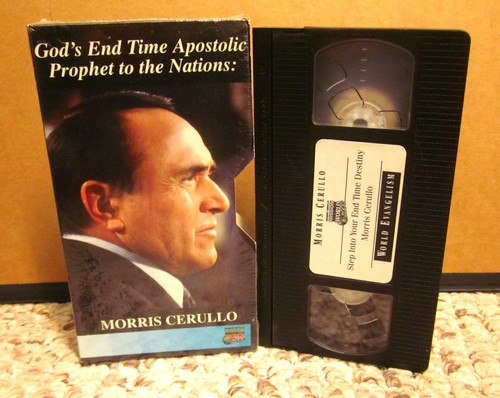 God's End Time Apostolic
Prophet to the Nations:
MORRIS CERULLO
MORRIS CERULLO
Step Into Your End Time Destiny
Morris Cerullo
WORLD EVANGELISM